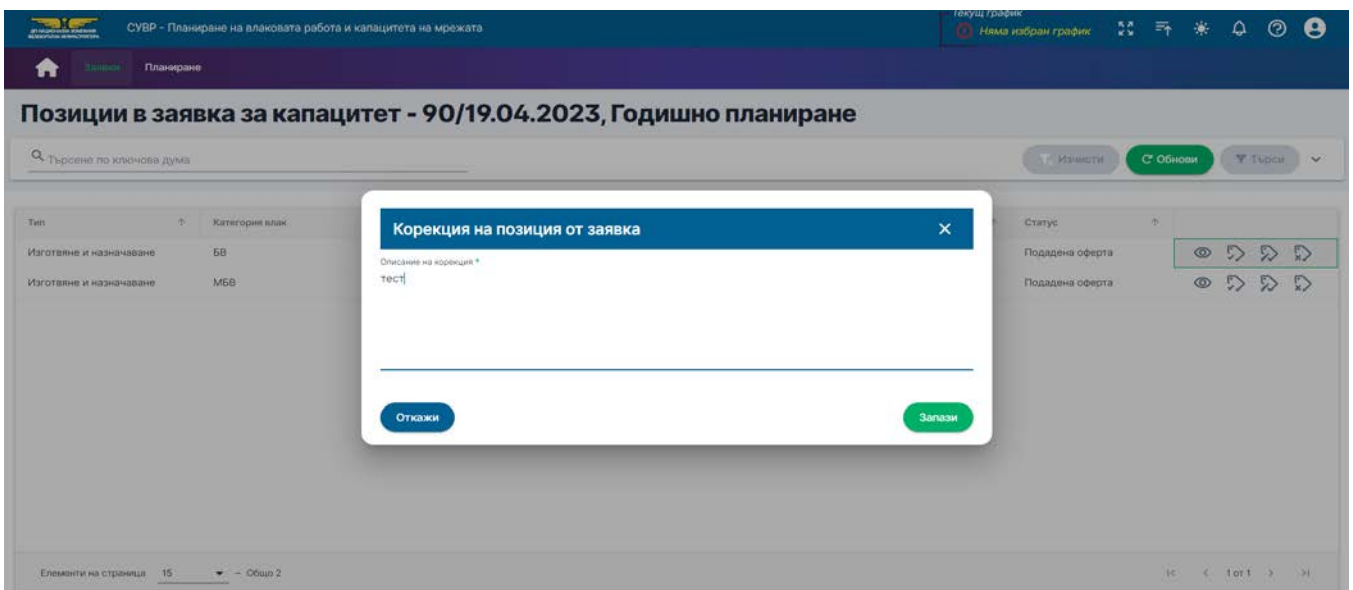 СУВР - Планиране на влаковата работа и капацитета на мрежата
Текущ график
Няма избран график
Заявки Планиране
Позиции в заявка за капацитет - 90/19.04.2023, Годишно планиране
Търсене по ключова дума
Изчисти Обнови Търси
Тип Категория влак Статус
Корекция на позиция от заявка
Изготвяне и назначаване БВ Подадена оферта
Описание на корекция *
тест
Изготвяне и назначаване МБВ Подадена оферта
Откажи Запази
Елементи на страница 15 – Общо 2 1 от 1